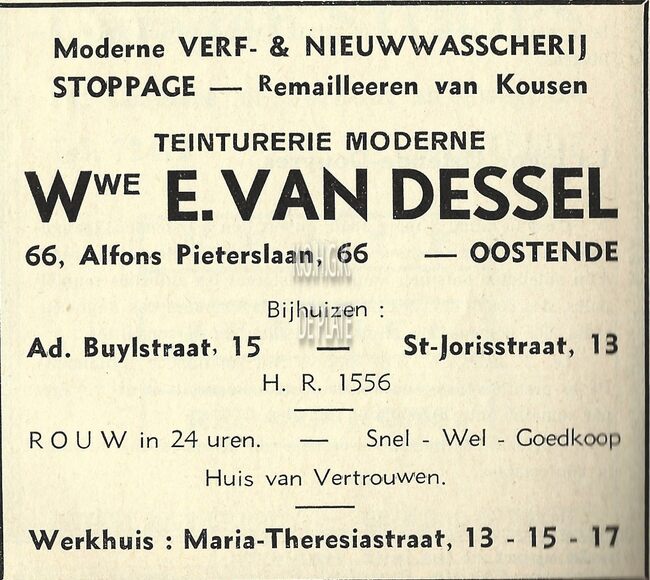 Moderne VERF- & NIEUWWASSCHERIJ
STOPPAGE — Remailleeren van Kousen
TEINTURERIE MODERNE
WWE E. VAN DESSEL
66, Alfons Pieterslaan, 66 — OOSTENDE
Bijhuizen :
Ad. Buylstraat, 15 — St-Jorisstraat, 13
H. R. 1556
ROUW in 24 uren. — Snel - Wel - Goedkoop
Huis van Vertrouwen.
Werkhuis : Maria-Theresiastraat, 13 - 15 - 17
DE PLATE